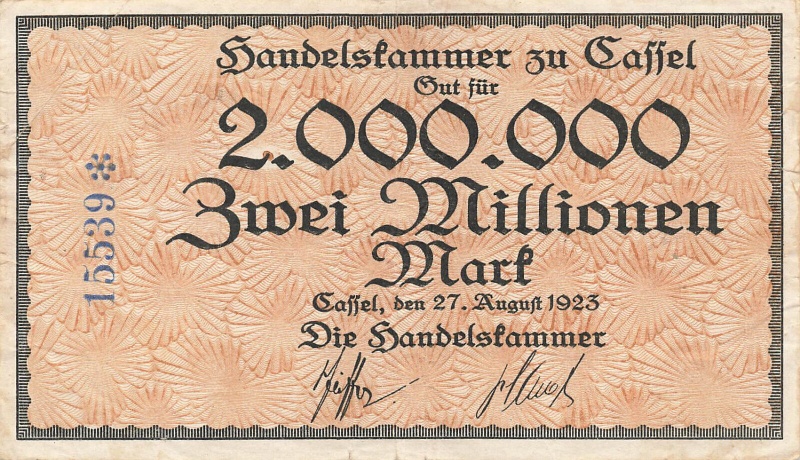 Handelskammer zu Cassel
Gut für
2.000.000
Zwei Millionen
Mark
Cassel, den 27. August 1923
Die Handelskammer
Pfeiffer
15539 *